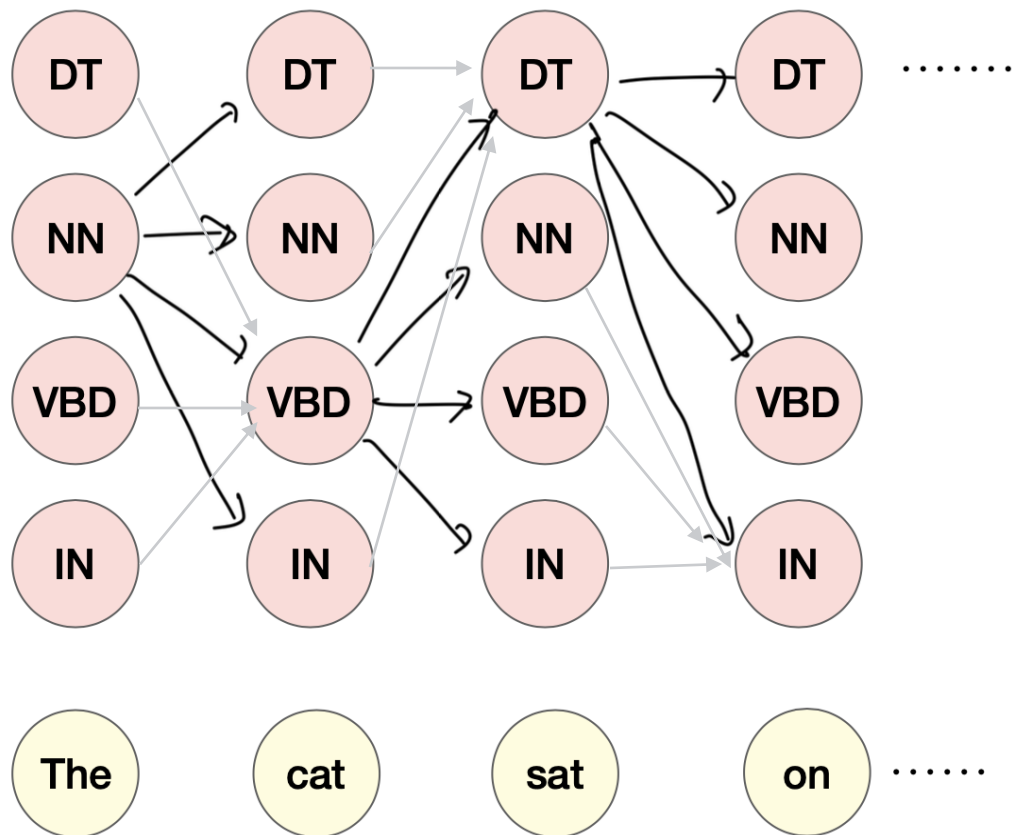 DT DT DT DT .......
NN NN NN NN
VBD VBD VBD VBD
IN IN IN IN
The cat sat on ......